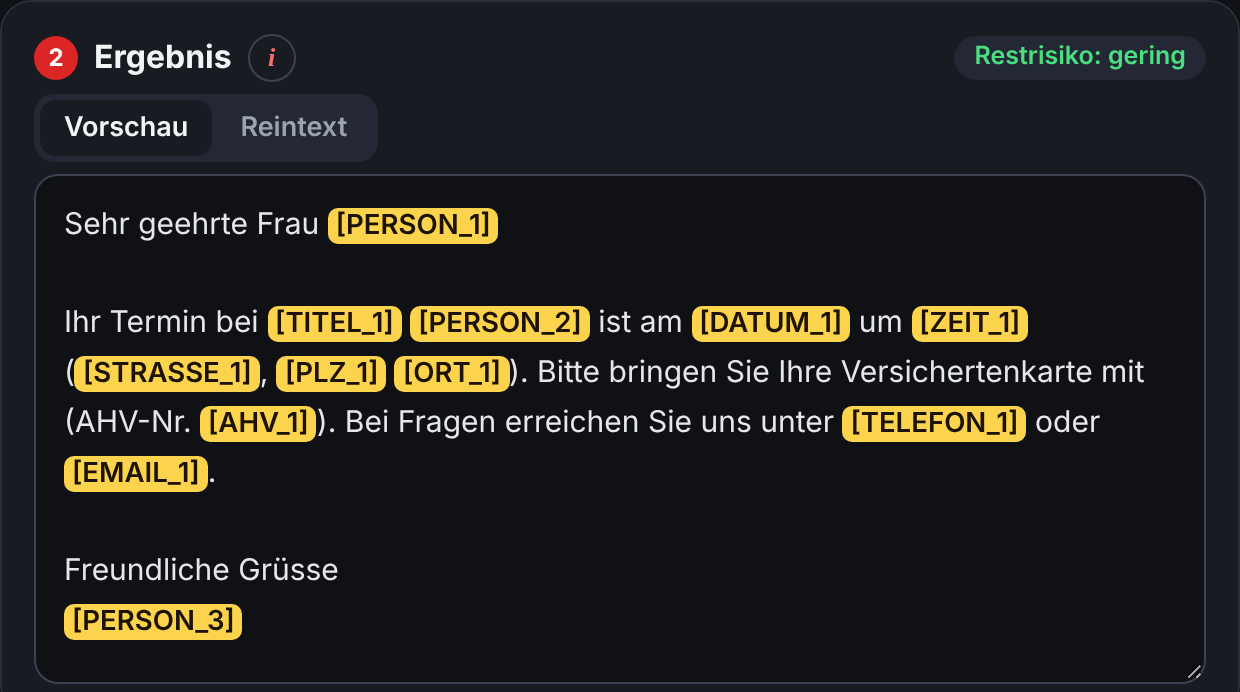 2 Ergebnis i Restrisiko: gering
Vorschau Reintext
Sehr geehrte Frau [PERSON_1]
Ihr Termin bei [TITEL_1] [PERSON_2] ist am [DATUM_1] um [ZEIT_1]
([STRASSE_1], [PLZ_1] [ORT_1]). Bitte bringen Sie Ihre Versichertenkarte mit
(AHV-Nr. [AHV_1]). Bei Fragen erreichen Sie uns unter [TELEFON_1] oder
[EMAIL_1].
Freundliche Grüsse
[PERSON_3]